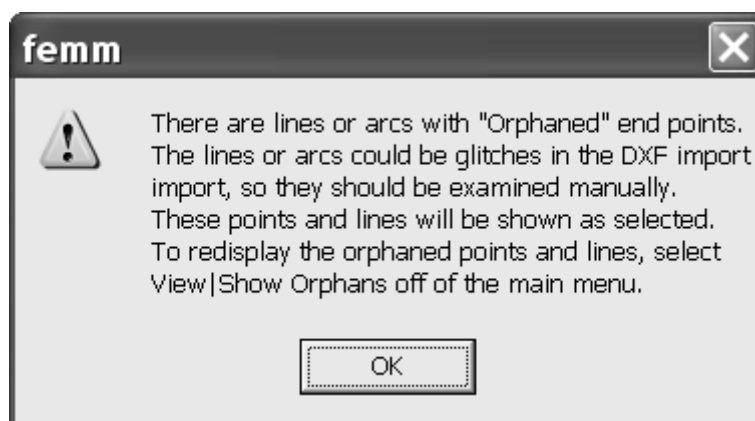 femm
There are lines or arcs with "Orphaned" end points.
The lines or arcs could be glitches in the DXF import
import, so they should be examined manually.
These points and lines will be shown as selected.
To redisplay the orphaned points and lines, select
View|Show Orphans off of the main menu.
OK